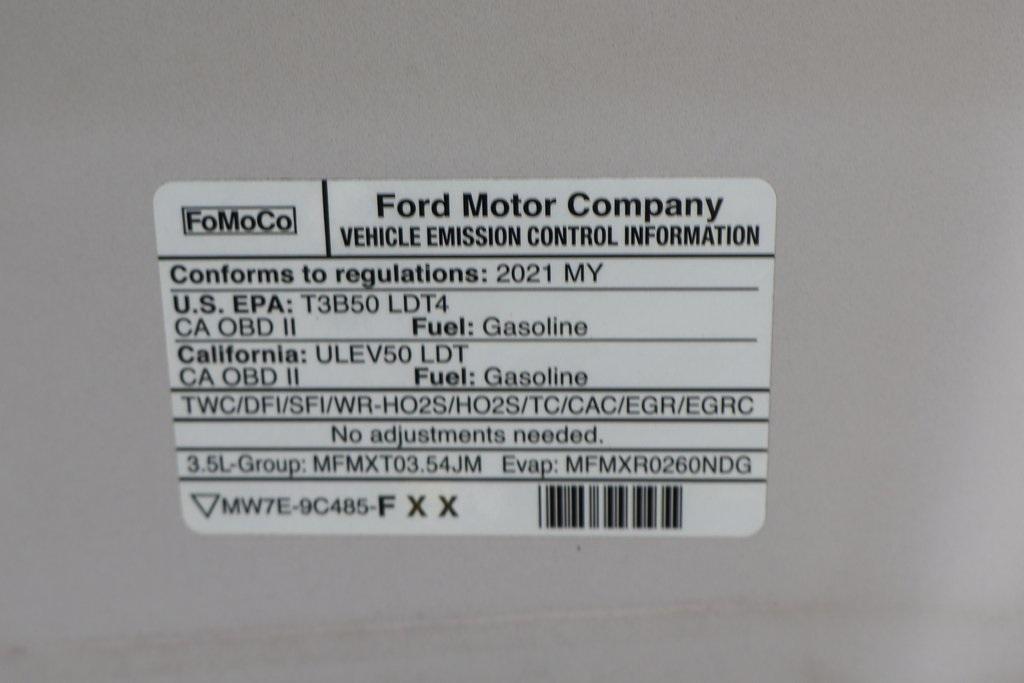 FoMoCo
Ford Motor Company
VEHICLE EMISSION CONTROL INFORMATION
Conforms to regulations: 2021 MY
U.S. EPA: T3B50 LDT4
CA OBD II Fuel: Gasoline
California: ULEV50 LDT
CA OBD II Fuel: Gasoline
TWC/DFI/SFI/WR-HO2S/HO2S/TC/CAC/EGR/EGRC
No adjustments needed.
3.5L-Group: MFMXT03.54JM Evap: MFMXR0260NDG
▽MW7E-9C485-F X X